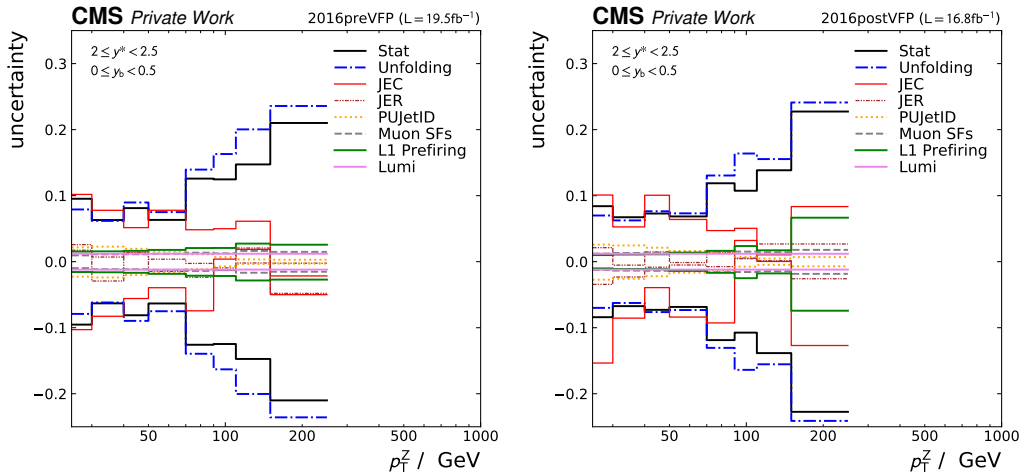 CMS Private Work 2016preVFP (L = 19.5fb⁻¹)
uncertainty
2 ≤ y* < 2.5
0 ≤ y_b < 0.5
Stat
Unfolding
JEC
JER
PUJetID
Muon SFs
L1 Prefiring
Lumi
0.3
0.2
0.1
0.0
−0.1
−0.2
50 100 200 500 1000
p_T^Z / GeV
CMS Private Work 2016postVFP (L = 16.8fb⁻¹)
uncertainty
2 ≤ y* < 2.5
0 ≤ y_b < 0.5
Stat
Unfolding
JEC
JER
PUJetID
Muon SFs
L1 Prefiring
Lumi
0.3
0.2
0.1
0.0
−0.1
−0.2
50 100 200 500 1000
p_T^Z / GeV